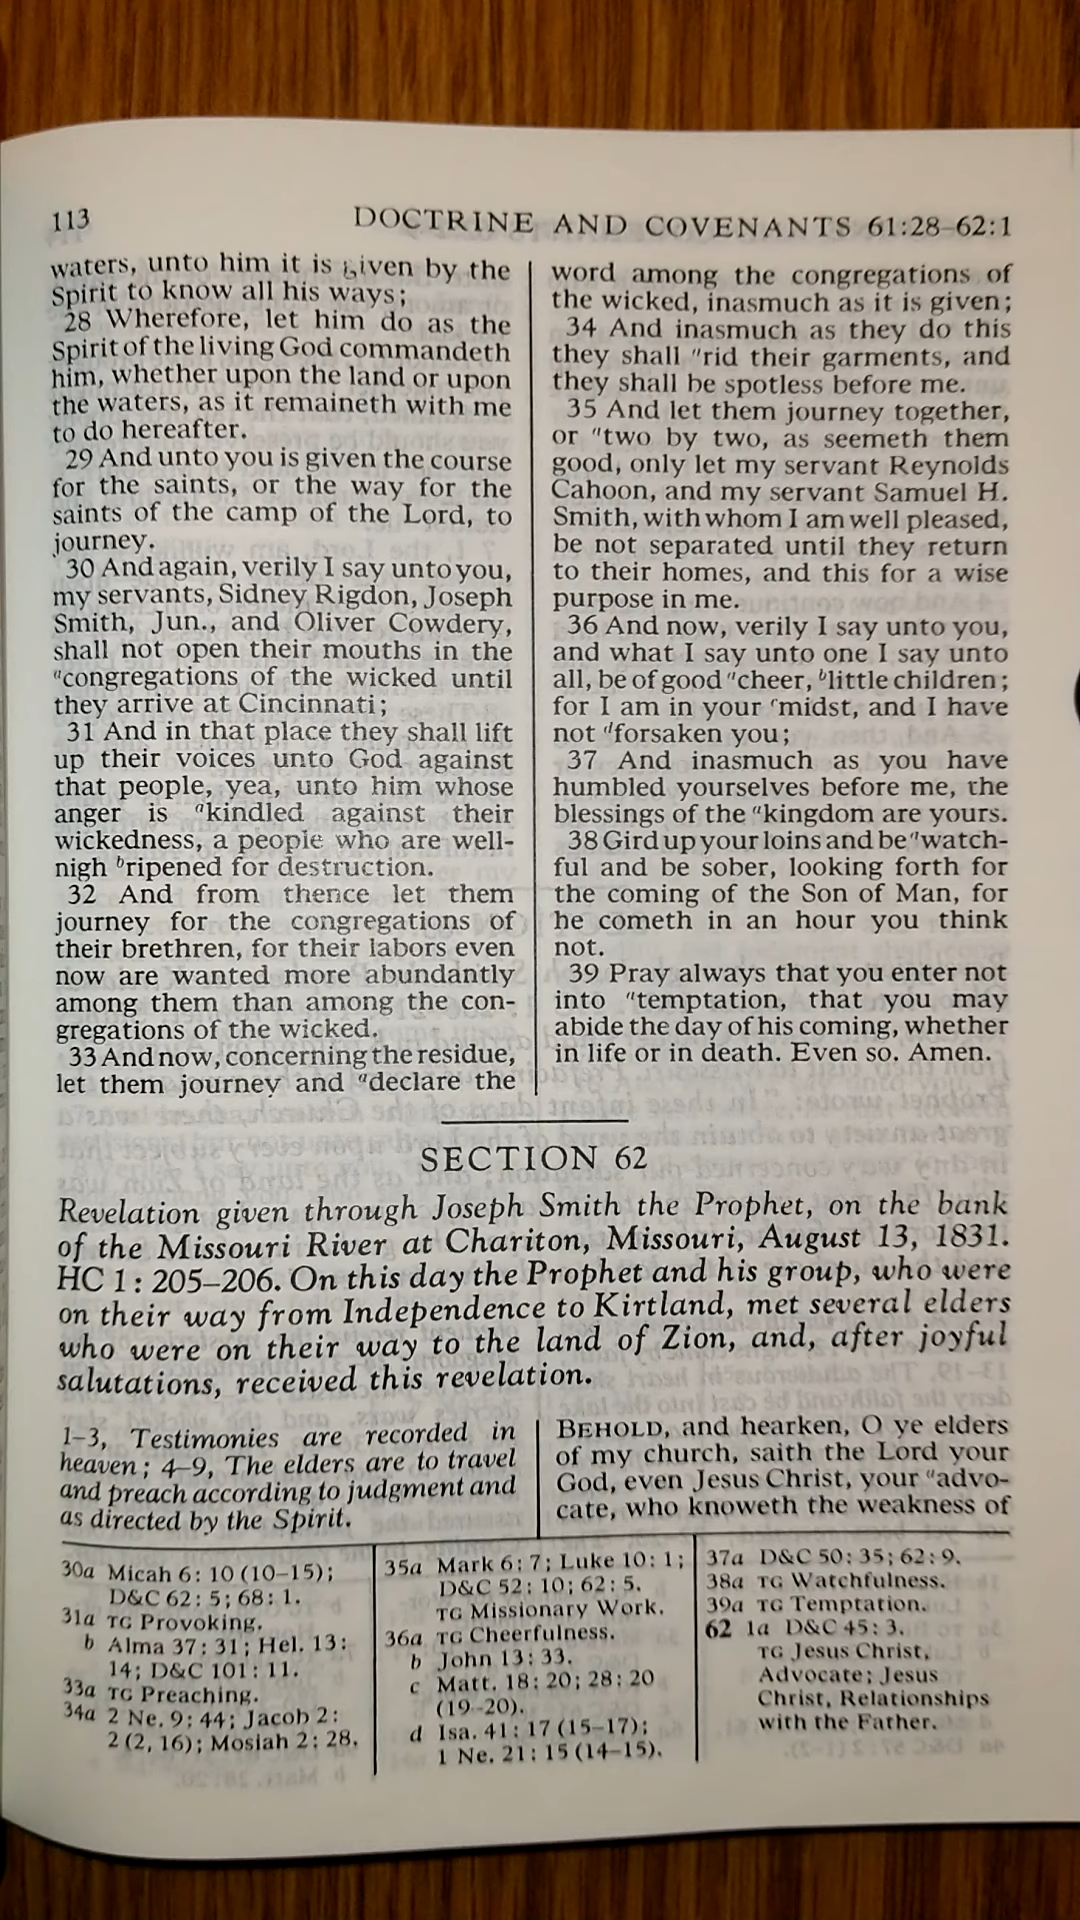 113
DOCTRINE AND COVENANTS 61:28–62:1
waters, unto him it is given by the
Spirit to know all his ways;
28 Wherefore, let him do as the
Spirit of the living God commandeth
him, whether upon the land or upon
the waters, as it remaineth with me
to do hereafter.
29 And unto you is given the course
for the saints, or the way for the
saints of the camp of the Lord, to
journey.
30 And again, verily I say unto you,
my servants, Sidney Rigdon, Joseph
Smith, Jun., and Oliver Cowdery,
shall not open their mouths in the
ᵃcongregations of the wicked until
they arrive at Cincinnati;
31 And in that place they shall lift
up their voices unto God against
that people, yea, unto him whose
anger is ᵃkindled against their
wickedness, a people who are well-
nigh ᵇripened for destruction.
32 And from thence let them
journey for the congregations of
their brethren, for their labors even
now are wanted more abundantly
among them than among the con-
gregations of the wicked.
33 And now, concerning the residue,
let them journey and ᵃdeclare the
word among the congregations of
the wicked, inasmuch as it is given;
34 And inasmuch as they do this
they shall ᵃrid their garments, and
they shall be spotless before me.
35 And let them journey together,
or ᵃtwo by two, as seemeth them
good, only let my servant Reynolds
Cahoon, and my servant Samuel H.
Smith, with whom I am well pleased,
be not separated until they return
to their homes, and this for a wise
purpose in me.
36 And now, verily I say unto you,
and what I say unto one I say unto
all, be of good ᵃcheer, ᵇlittle children;
for I am in your ᶜmidst, and I have
not ᵈforsaken you;
37 And inasmuch as you have
humbled yourselves before me, the
blessings of the ᵃkingdom are yours.
38 Gird up your loins and be ᵃwatch-
ful and be sober, looking forth for
the coming of the Son of Man, for
he cometh in an hour you think
not.
39 Pray always that you enter not
into ᵃtemptation, that you may
abide the day of his coming, whether
in life or in death. Even so. Amen.
SECTION 62
Revelation given through Joseph Smith the Prophet, on the bank
of the Missouri River at Chariton, Missouri, August 13, 1831.
HC 1: 205–206. On this day the Prophet and his group, who were
on their way from Independence to Kirtland, met several elders
who were on their way to the land of Zion, and, after joyful
salutations, received this revelation.
1–3, Testimonies are recorded in
heaven; 4–9, The elders are to travel
and preach according to judgment and
as directed by the Spirit.
BEHOLD, and hearken, O ye elders
of my church, saith the Lord your
God, even Jesus Christ, your ᵃadvo-
cate, who knoweth the weakness of
30a Micah 6: 10 (10–15);
D&C 62: 5; 68: 1.
31a TG Provoking.
b Alma 37: 31; Hel. 13:
14; D&C 101: 11.
33a TG Preaching.
34a 2 Ne. 9: 44; Jacob 2:
2 (2, 16); Mosiah 2: 28.
35a Mark 6: 7; Luke 10: 1;
D&C 52: 10; 62: 5.
TG Missionary Work.
36a TG Cheerfulness.
b John 13: 33.
c Matt. 18: 20; 28: 20
(19–20).
d Isa. 41: 17 (15–17);
1 Ne. 21: 15 (14–15).
37a D&C 50: 35; 62: 9.
38a TG Watchfulness.
39a TG Temptation.
62 1a D&C 45: 3.
TG Jesus Christ,
Advocate; Jesus
Christ, Relationships
with the Father.